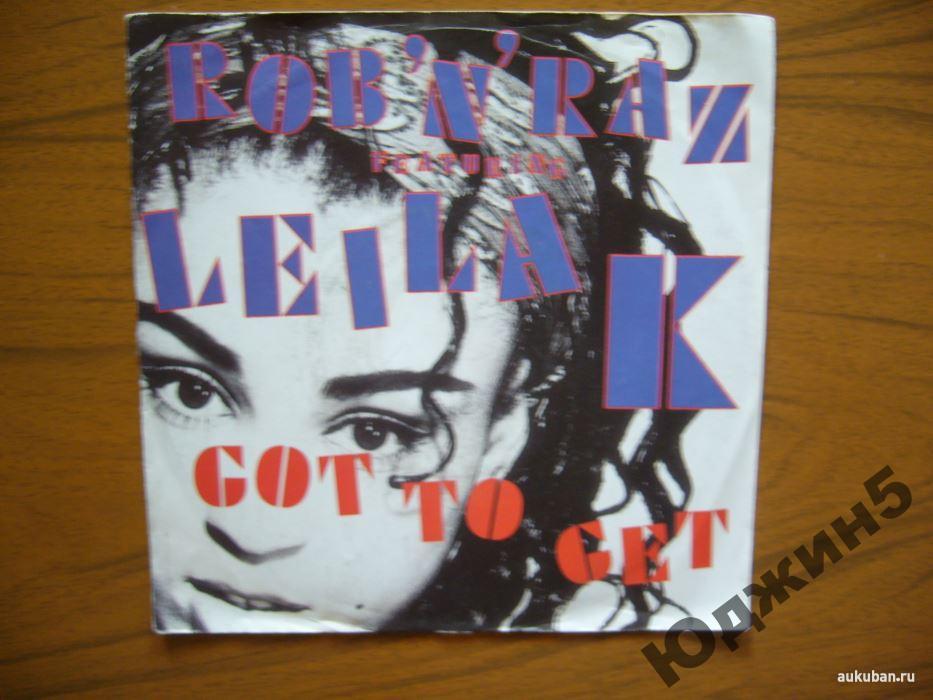 ROB'N'RAZ
FEATURING
LEILA K
GOT TO GET
ЮДЖИН5
aukuban.ru